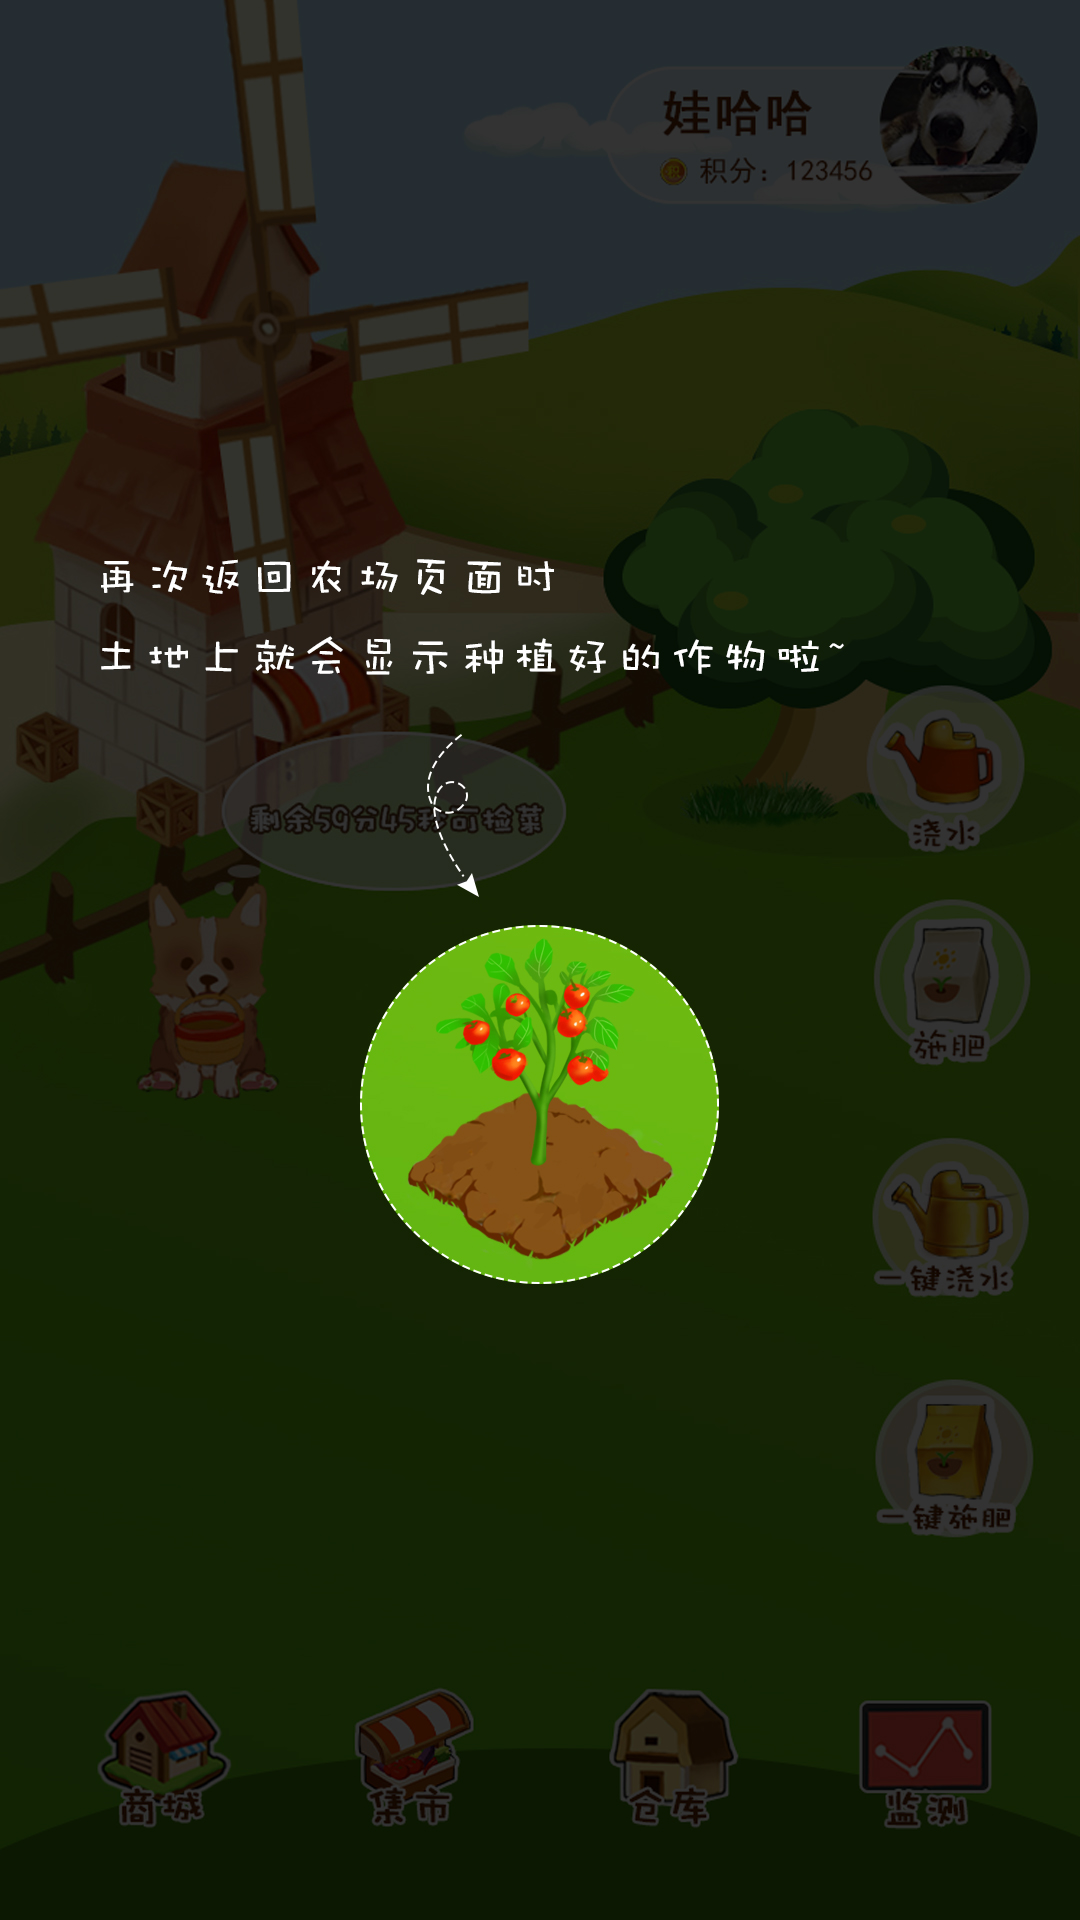 娃哈哈
积分：123456
再次返回农场页面时
土地上就会显示种植好的作物啦~
剩余59分45秒可捡菜
浇水
施肥
一键浇水
一键施肥
商城
集市
仓库
监测